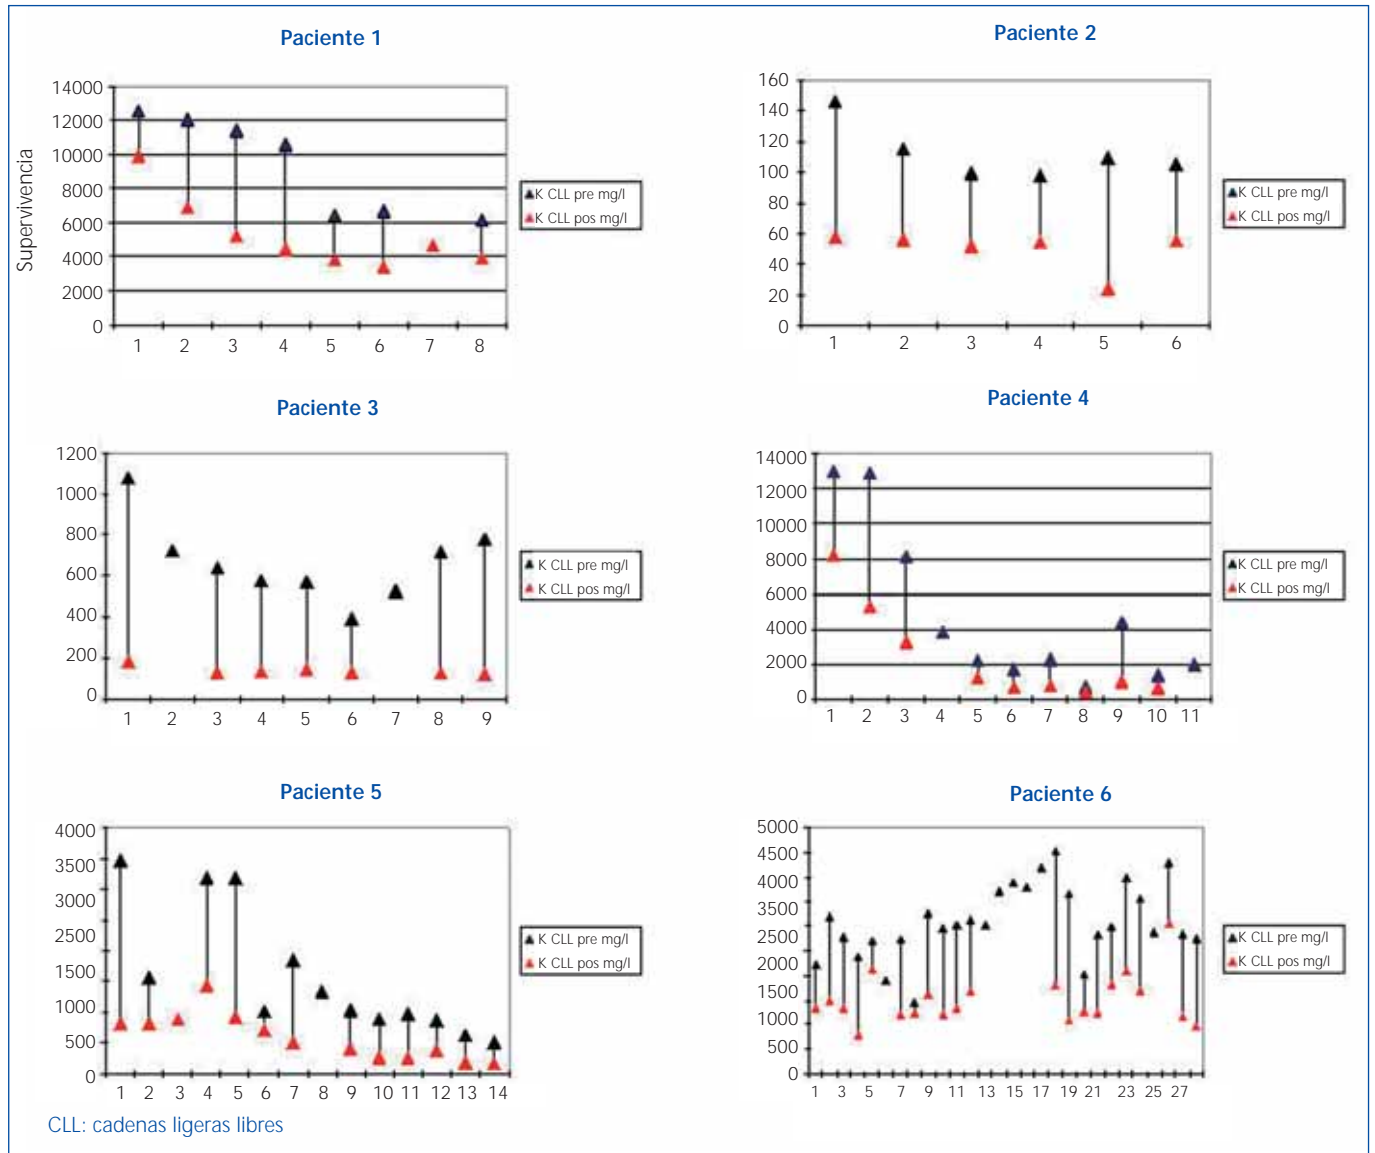 Paciente 1
Supervivencia
14000
12000
10000
8000
6000
4000
2000
0
1 2 3 4 5 6 7 8
K CLL pre mg/l
K CLL pos mg/l
Paciente 2
160
140
120
100
80
60
40
20
0
1 2 3 4 5 6
K CLL pre mg/l
K CLL pos mg/l
Paciente 3
1200
1000
800
600
400
200
0
1 2 3 4 5 6 7 8 9
K CLL pre mg/l
K CLL pos mg/l
Paciente 4
14000
12000
10000
8000
6000
4000
2000
0
1 2 3 4 5 6 7 8 9 10 11
K CLL pre mg/l
K CLL pos mg/l
Paciente 5
4000
3500
3000
2500
1500
1000
500
0
1 2 3 4 5 6 7 8 9 10 11 12 13 14
K CLL pre mg/l
K CLL pos mg/l
Paciente 6
5000
4500
4000
3500
2500
2000
1500
1000
500
0
1 3 5 7 9 11 13 15 17 19 21 23 25 27
K CLL pre mg/l
K CLL pos mg/l
CLL: cadenas ligeras libres